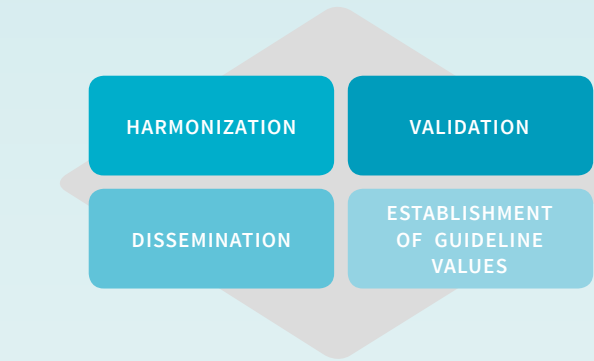 HARMONIZATION
VALIDATION
DISSEMINATION
ESTABLISHMENT
OF GUIDELINE
VALUES